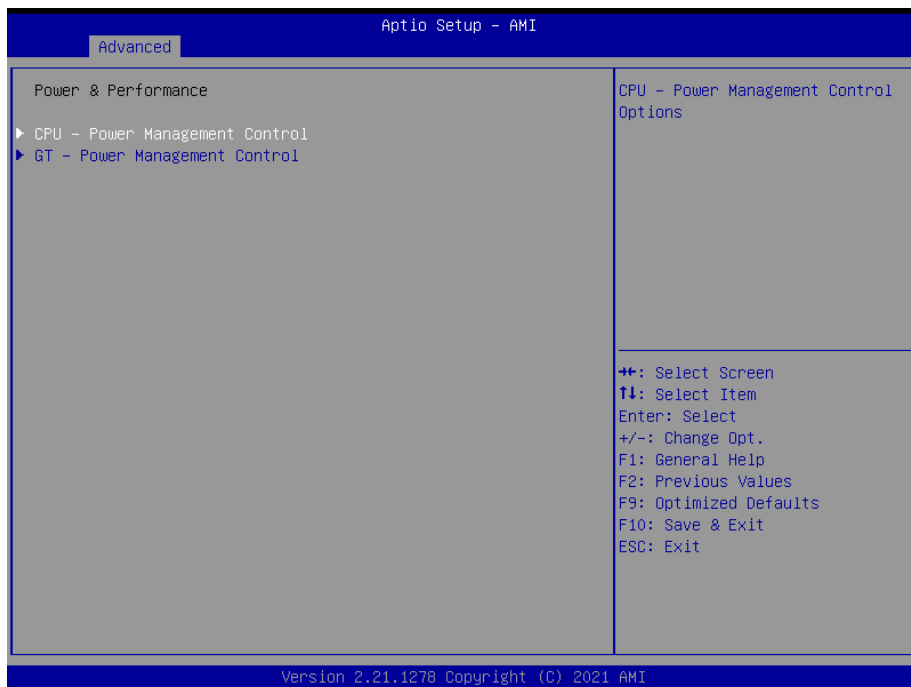 Aptio Setup – AMI
Advanced
Power & Performance
▶ CPU – Power Management Control
▶ GT – Power Management Control
CPU – Power Management Control
Options
→←: Select Screen
↑↓: Select Item
Enter: Select
+/-: Change Opt.
F1: General Help
F2: Previous Values
F9: Optimized Defaults
F10: Save & Exit
ESC: Exit
Version 2.21.1278 Copyright (C) 2021 AMI